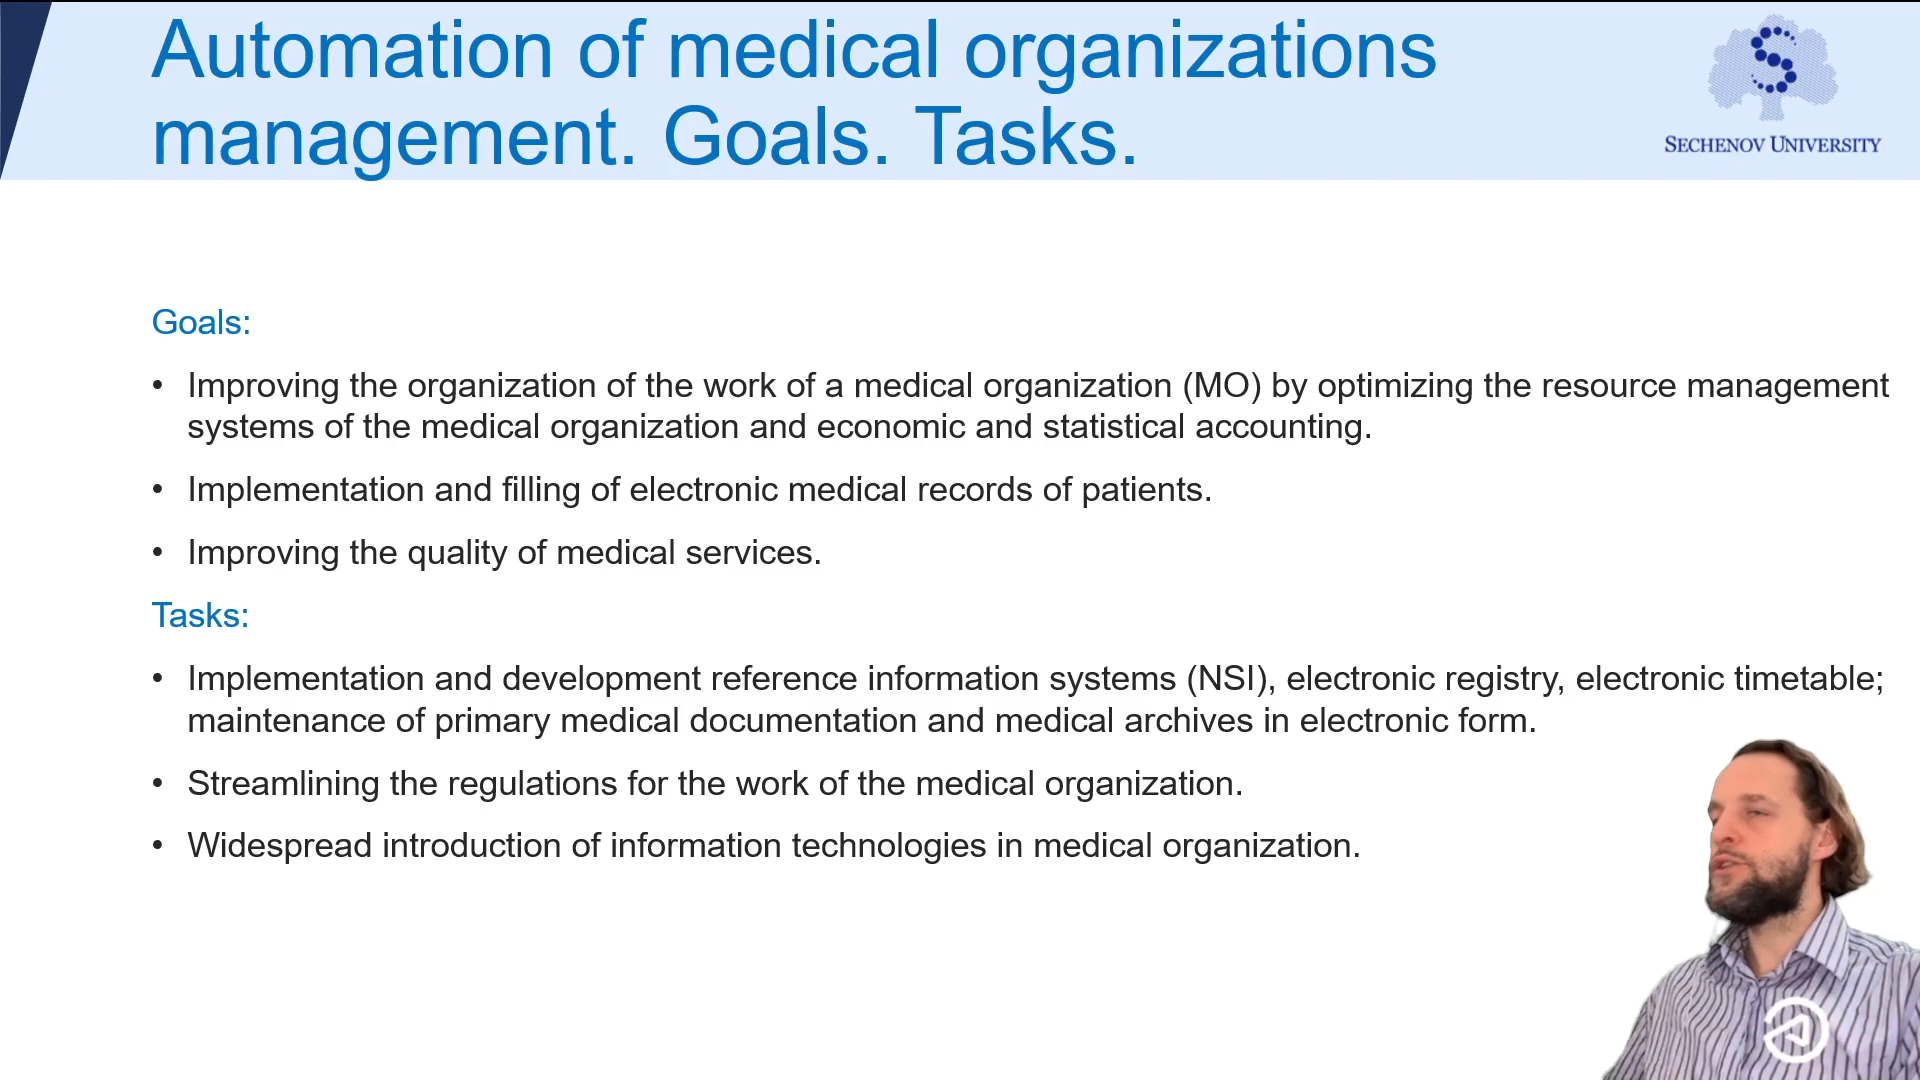 Automation of medical organizations
management. Goals. Tasks.
SECHENOV UNIVERSITY
Goals:
• Improving the organization of the work of a medical organization (MO) by optimizing the resource management
systems of the medical organization and economic and statistical accounting.
• Implementation and filling of electronic medical records of patients.
• Improving the quality of medical services.
Tasks:
• Implementation and development reference information systems (NSI), electronic registry, electronic timetable;
maintenance of primary medical documentation and medical archives in electronic form.
• Streamlining the regulations for the work of the medical organization.
• Widespread introduction of information technologies in medical organization.